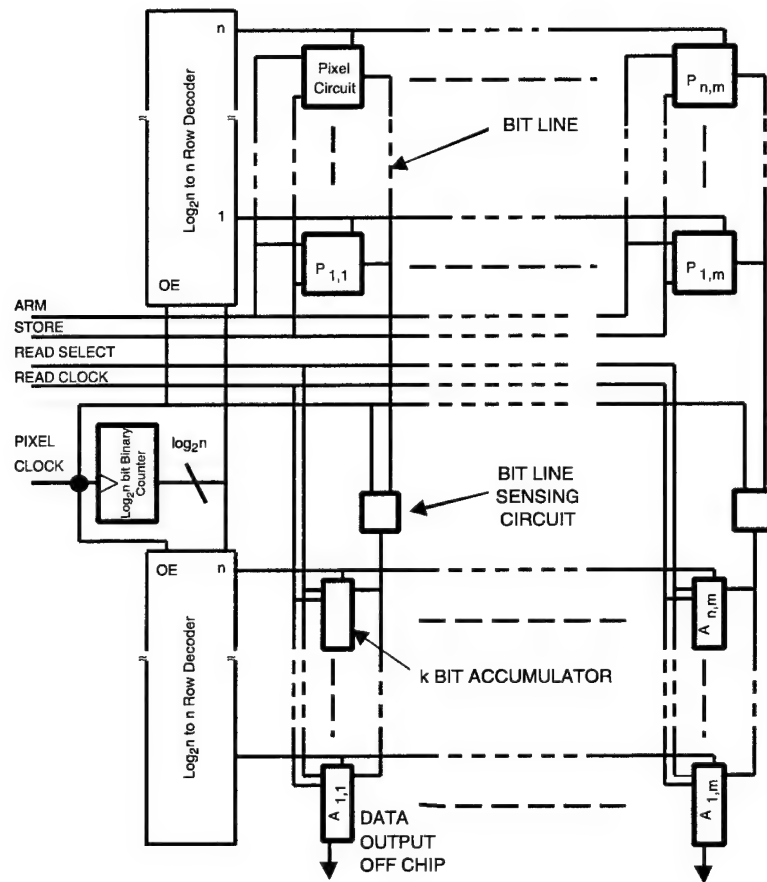 n
Pixel
Circuit
P n,m
Log₂n to n Row Decoder
BIT LINE
1
P 1,1
P 1,m
OE
ARM
STORE
READ SELECT
READ CLOCK
PIXEL
CLOCK
Log₂n bit Binary
Counter
log₂n
BIT LINE
SENSING
CIRCUIT
OE n
Log₂n to n Row Decoder
A n,m
k BIT ACCUMULATOR
A 1,1
A 1,m
DATA
OUTPUT
OFF CHIP